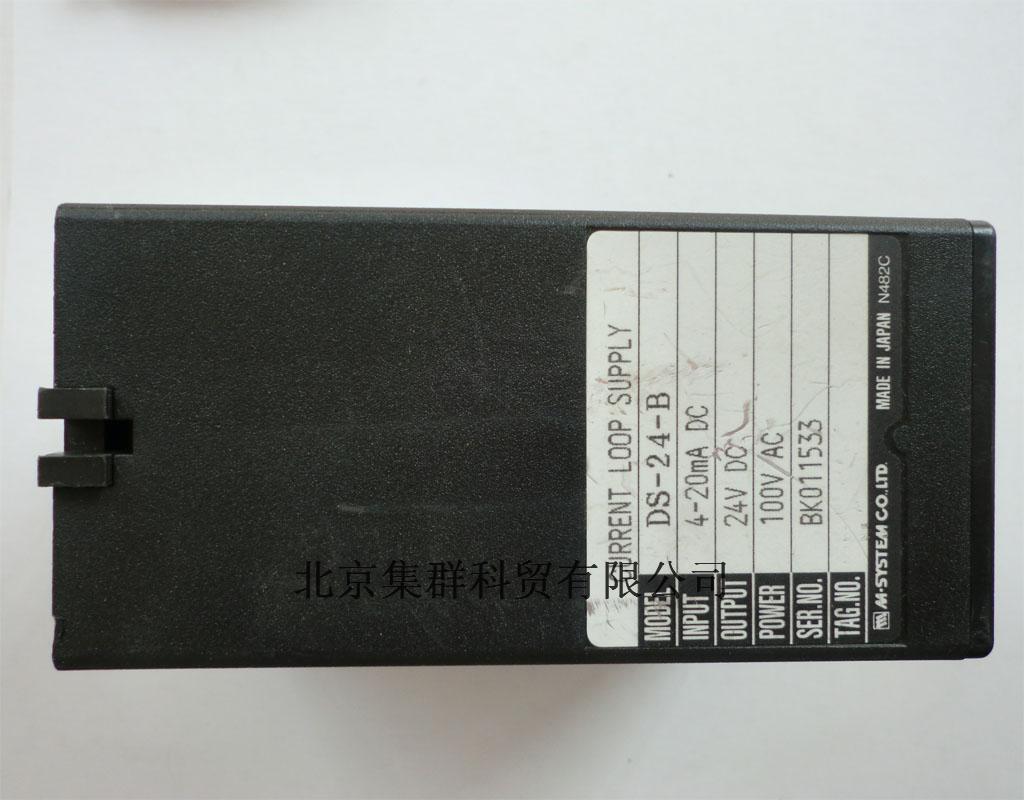 CURRENT LOOP SUPPLY
MODEL DS-24-B
INPUT 4-20mA DC
OUTPUT 24V DC
POWER 100V AC
SER.NO. BK011533
TAG.NO.
M-SYSTEM CO.,LTD. MADE IN JAPAN N482C
北京集群科贸有限公司